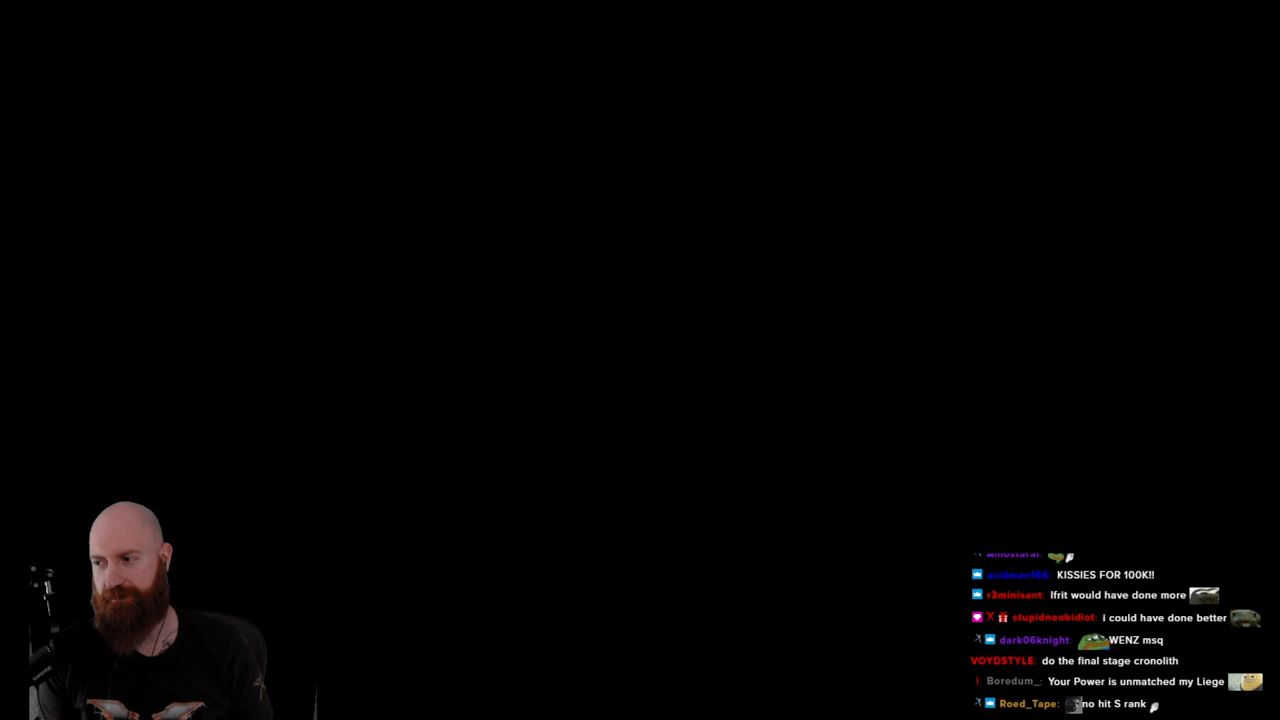 acidman166: KISSIES FOR 100K!!
r3minisant: Ifrit would have done more
stupidnoobidiot: I could have done better
dark06knight: WENZ msq
VOYDSTYLE do the final stage cronolith
Boredum_: Your Power is unmatched my Liege
Roed_Tape: no hit S rank